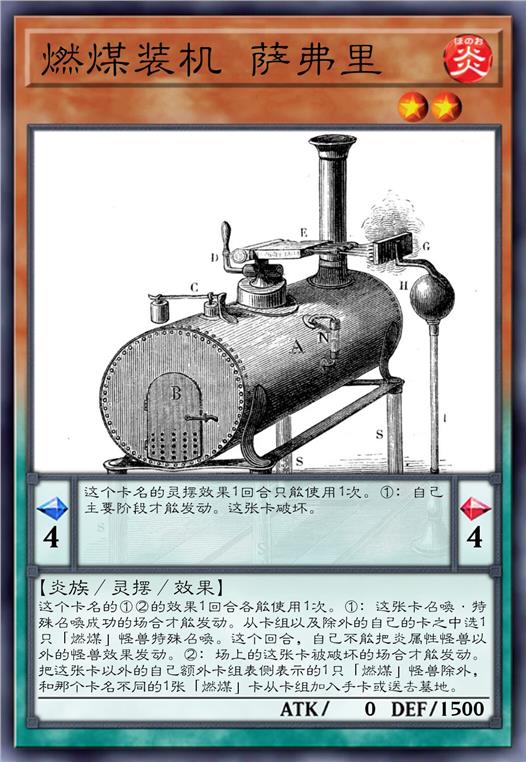 燃煤装机 萨弗里
ほのお
炎
E
D
G
C
H
N
A
B
S
S
这个卡名的灵摆效果1回合只能使用1次。①：自己
主要阶段才能发动。这张卡破坏。
4
4
【炎族／灵摆／效果】
这个卡名的①②的效果1回合各能使用1次。①：这张卡召唤·特
殊召唤成功的场合才能发动。从卡组以及除外的自己的卡之中选1
只「燃煤」怪兽特殊召唤。这个回合，自己不能把炎属性怪兽以
外的怪兽效果发动。②：场上的这张卡被破坏的场合才能发动。
把这张卡以外的自己额外卡组表侧表示的1只「燃煤」怪兽除外，
和那个卡名不同的1张「燃煤」卡从卡组加入手卡或送去墓地。
ATK/ 0 DEF/1500